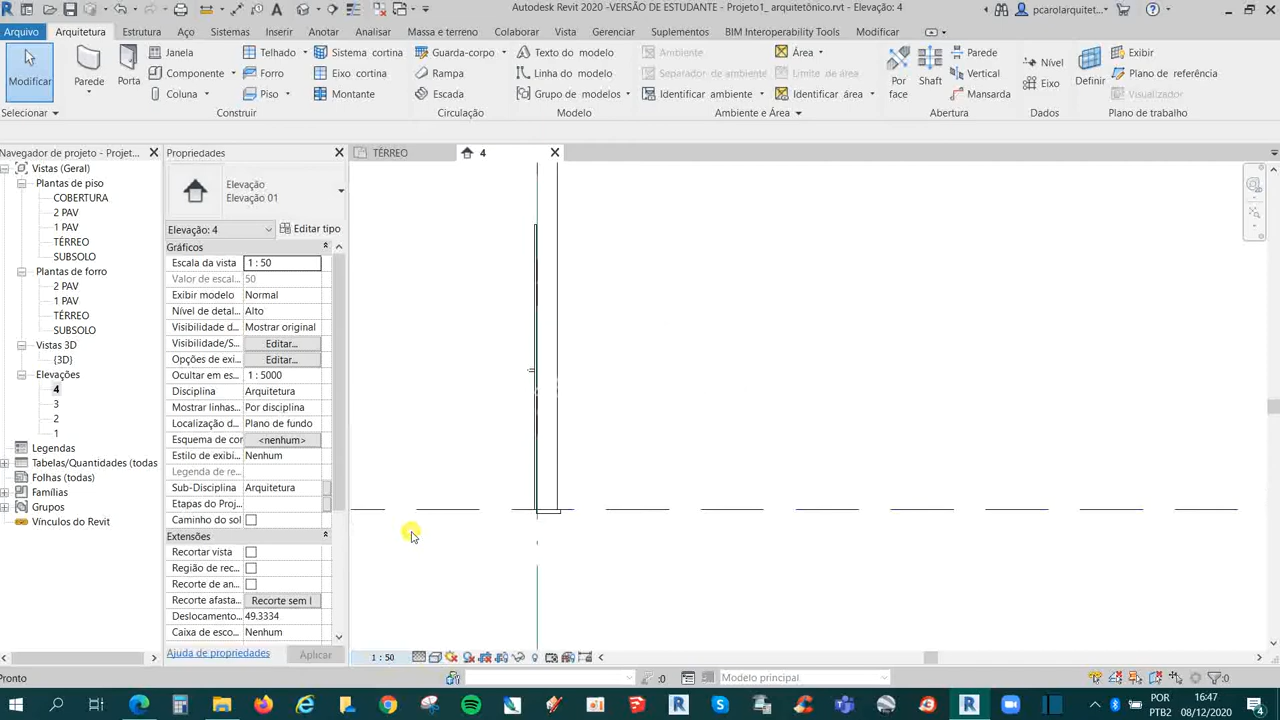 Autodesk Revit 2020 -VERSÃO DE ESTUDANTE - Projeto1_ arquitetônico.rvt - Elevação: 4
pcarolarquitet...
Arquivo Arquitetura Estrutura Aço Sistemas Inserir Anotar Analisar Massa e terreno Colaborar Vista Gerenciar Suplementos BIM Interoperability Tools Modificar
Modificar
Parede
Porta
Janela
Componente
Coluna
Telhado
Forro
Piso
Sistema cortina
Eixo cortina
Montante
Guarda-corpo
Rampa
Escada
Texto do modelo
Linha do modelo
Grupo de modelos
Ambiente
Separador de ambiente
Identificar ambiente
Área
Limite de área
Identificar área
Por
face
Shaft
Parede
Vertical
Mansarda
Nível
Eixo
Definir
Exibir
Plano de referência
Visualizador
Selecionar Construir Circulação Modelo Ambiente e Área Abertura Dados Plano de trabalho
Navegador de projeto - Projet...
Vistas (Geral)
Plantas de piso
COBERTURA
2 PAV
1 PAV
TÉRREO
SUBSOLO
Plantas de forro
2 PAV
1 PAV
TÉRREO
SUBSOLO
Vistas 3D
{3D}
Elevações
4
3
2
1
Legendas
Tabelas/Quantidades (todas
Folhas (todas)
Famílias
Grupos
Vínculos do Revit
Propriedades
Elevação
Elevação 01
Elevação: 4 Editar tipo
Gráficos
Escala da vista 1 : 50
Valor de escal... 50
Exibir modelo Normal
Nível de detal... Alto
Visibilidade d... Mostrar original
Visibilidade/S... Editar...
Opções de exi... Editar...
Ocultar em es... 1 : 5000
Disciplina Arquitetura
Mostrar linhas... Por disciplina
Localização d... Plano de fundo
Esquema de cor <nenhum>
Estilo de exibi... Nenhum
Legenda de re...
Sub-Disciplina Arquitetura
Etapas do Proj...
Caminho do sol
Extensões
Recortar vista
Região de rec...
Recorte de an...
Recorte afasta... Recorte sem l
Deslocamento... 49.3334
Caixa de esco... Nenhum
Ajuda de propriedades Aplicar
TÉRREO 4
1 : 50
Pronto
:0
Modelo principal
:0
POR
PTB2
16:47
08/12/2020
4